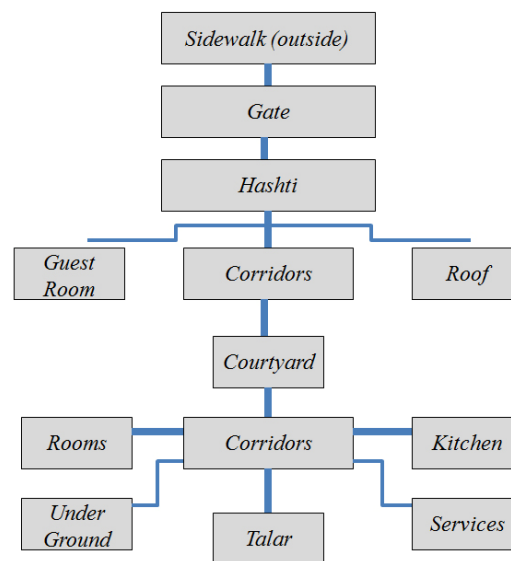 Sidewalk (outside)
Gate
Hashti
Guest
Room
Corridors
Roof
Courtyard
Rooms
Corridors
Kitchen
Under
Ground
Talar
Services